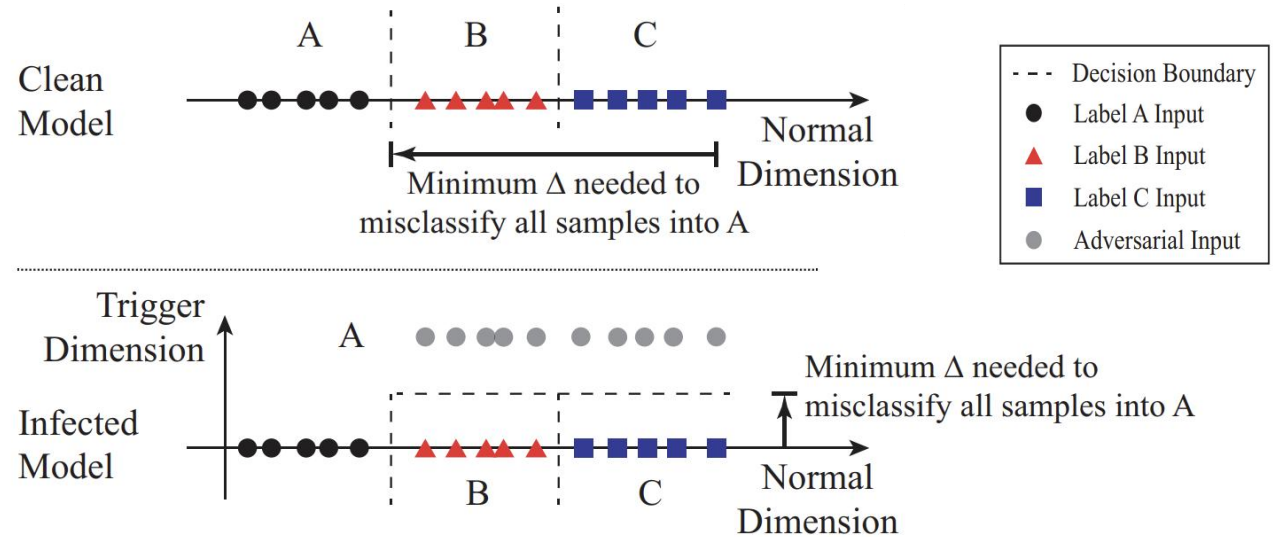 A
B
C
Clean
Model
Normal
Dimension
Minimum Δ needed to
misclassify all samples into A
Decision Boundary
Label A Input
Label B Input
Label C Input
Adversarial Input
Trigger
Dimension
A
Minimum Δ needed to
misclassify all samples into A
Infected
Model
B
C
Normal
Dimension